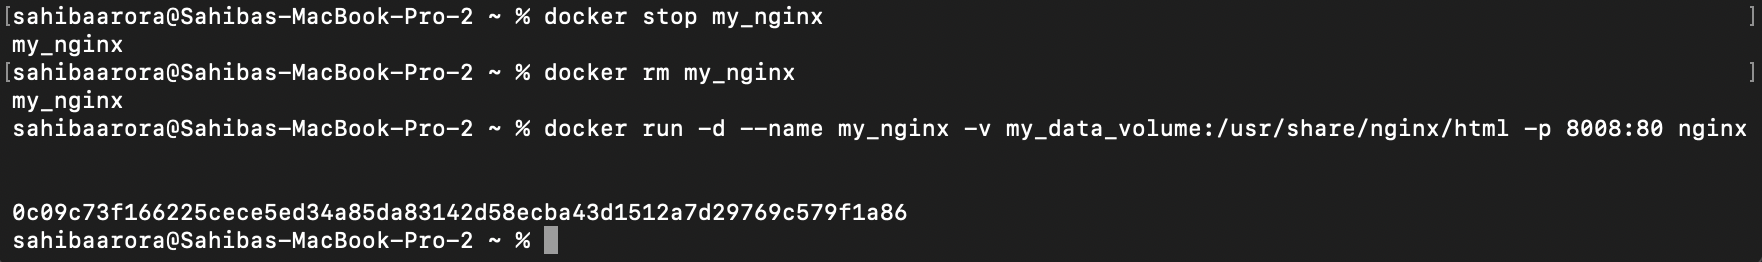 [sahibaarora@Sahibas-MacBook-Pro-2 ~ % docker stop my_nginx ]
my_nginx
[sahibaarora@Sahibas-MacBook-Pro-2 ~ % docker rm my_nginx ]
my_nginx
sahibaarora@Sahibas-MacBook-Pro-2 ~ % docker run -d --name my_nginx -v my_data_volume:/usr/share/nginx/html -p 8008:80 nginx
0c09c73f166225cece5ed34a85da83142d58ecba43d1512a7d29769c579f1a86
sahibaarora@Sahibas-MacBook-Pro-2 ~ %